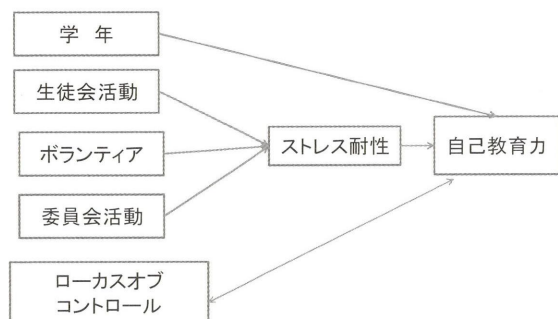 学 年
生徒会活動
ボランティア
委員会活動
ストレス耐性
自己教育力
ローカスオブ
コントロール